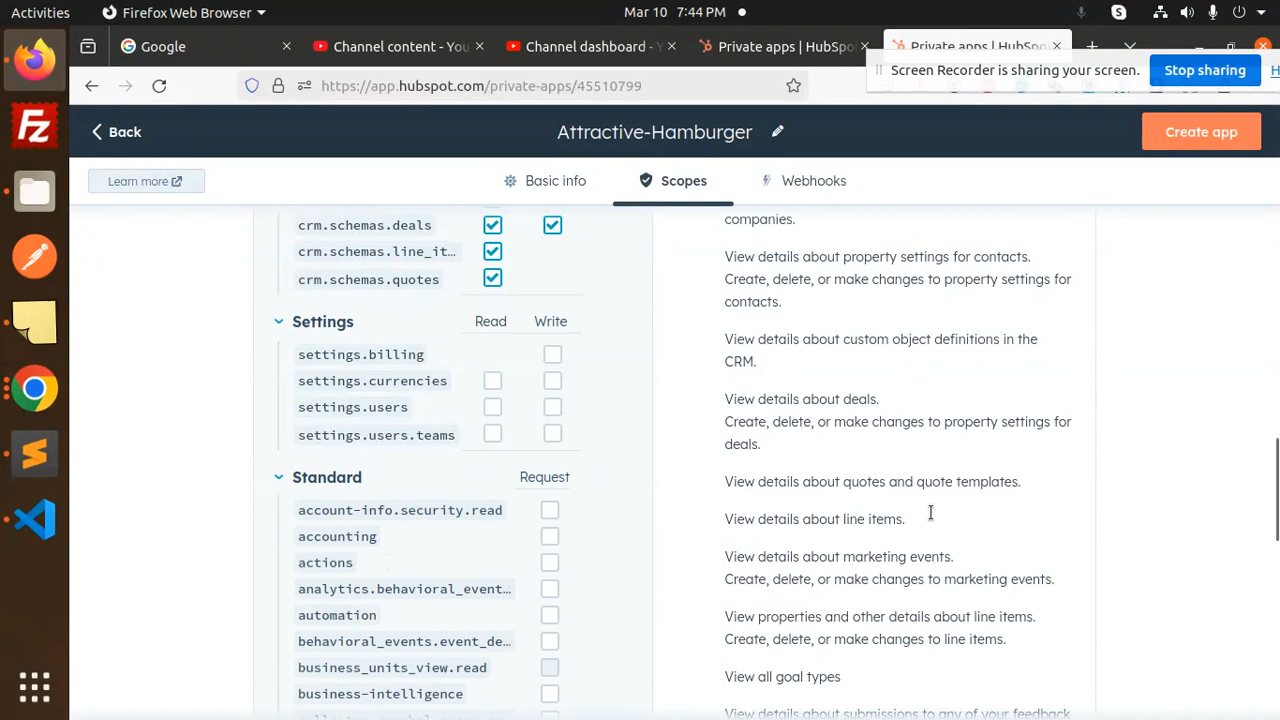 Activities
Firefox Web Browser
Mar 10 7:44 PM
Google
Channel content - You
Channel dashboard - Y
Private apps | HubSpo
Private apps | HubSpot
Screen Recorder is sharing your screen.
Stop sharing
https://app.hubspot.com/private-apps/45510799
Back
Attractive-Hamburger
Create app
Learn more
Basic info
Scopes
Webhooks
crm.schemas.deals
crm.schemas.line_it...
crm.schemas.quotes
Settings
Read
Write
settings.billing
settings.currencies
settings.users
settings.users.teams
Standard
Request
account-info.security.read
accounting
actions
analytics.behavioral_event...
automation
behavioral_events.event_de...
business_units_view.read
business-intelligence
companies.
View details about property settings for contacts.
Create, delete, or make changes to property settings for
contacts.
View details about custom object definitions in the
CRM.
View details about deals.
Create, delete, or make changes to property settings for
deals.
View details about quotes and quote templates.
View details about line items.
View details about marketing events.
Create, delete, or make changes to marketing events.
View properties and other details about line items.
Create, delete, or make changes to line items.
View all goal types
View details about submissions to any of your feedback